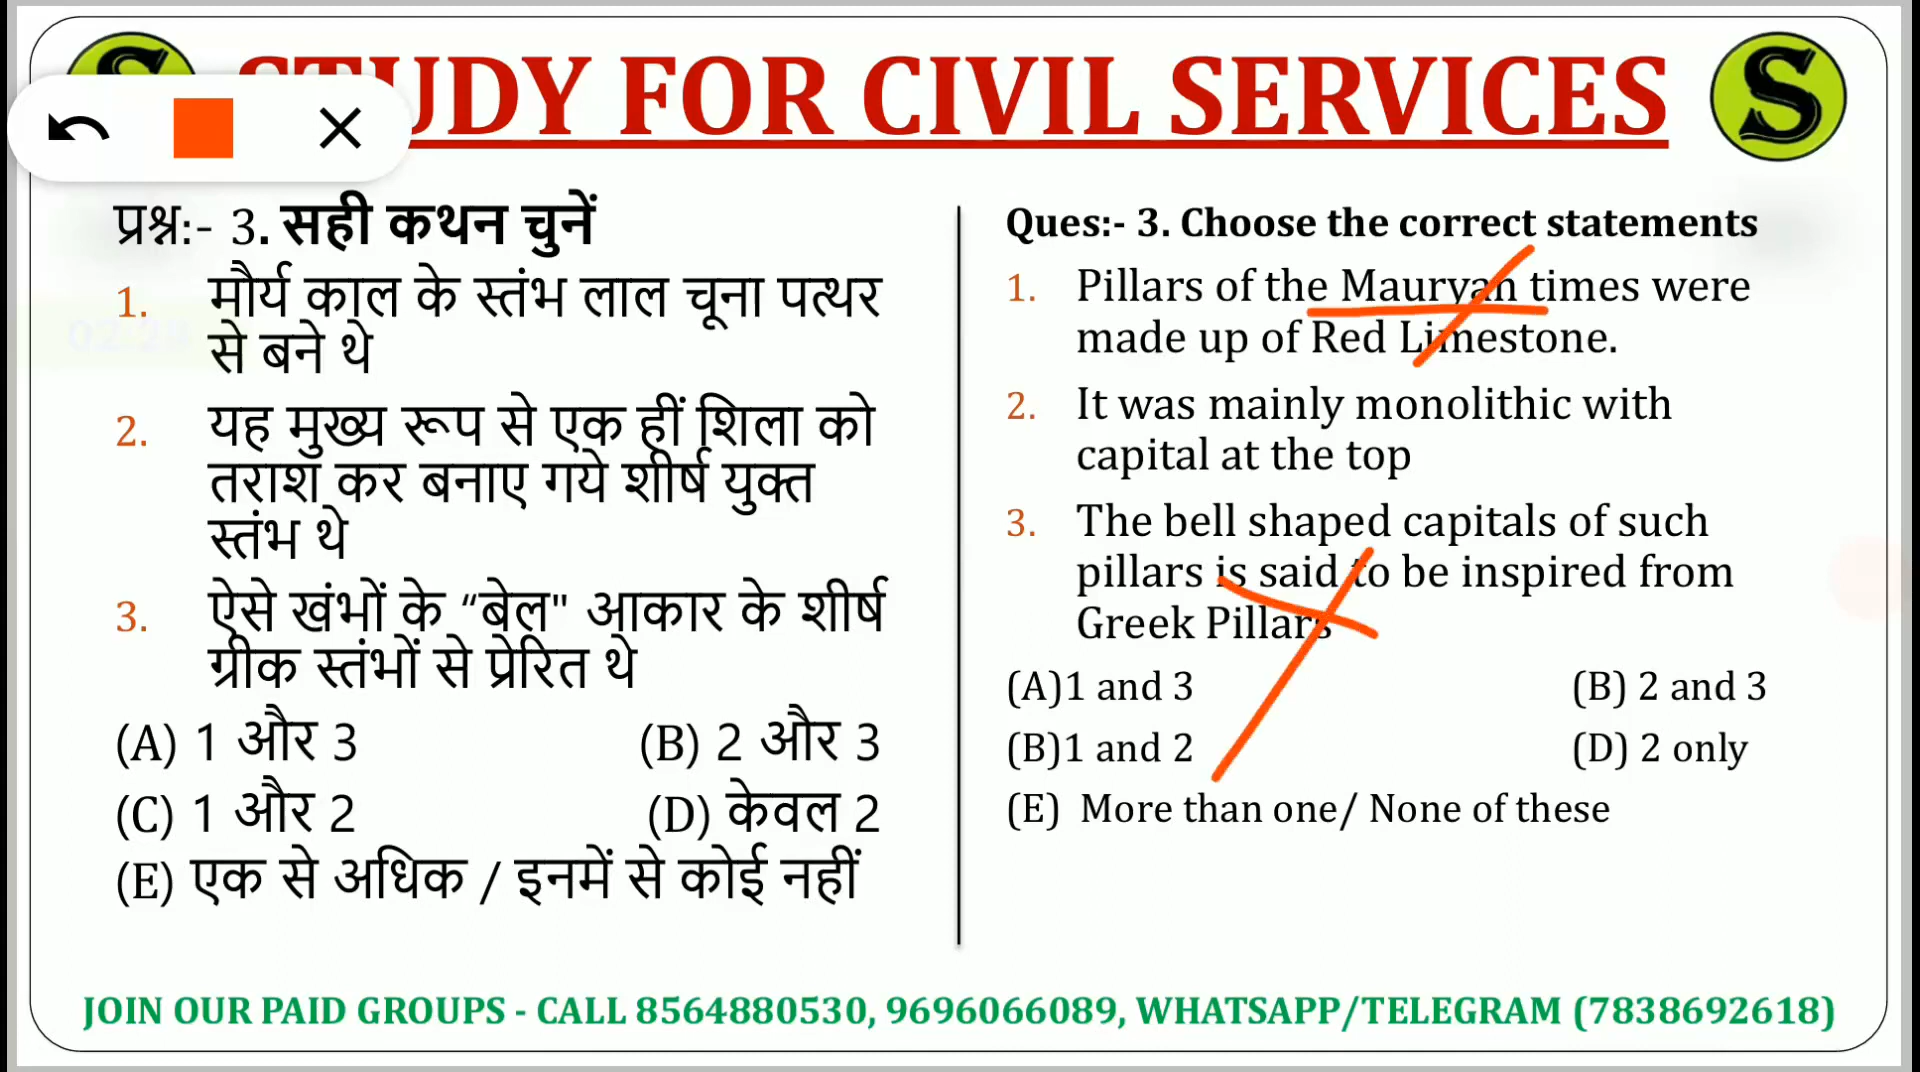 STUDY FOR CIVIL SERVICES
प्रश्न:- 3. सही कथन चुनें
1. मौर्य काल के स्तंभ लाल चूना पत्थर
से बने थे
2. यह मुख्य रूप से एक हीं शिला को
तराश कर बनाए गये शीर्ष युक्त
स्तंभ थे
3. ऐसे खंभों के “बेल" आकार के शीर्ष
ग्रीक स्तंभों से प्रेरित थे
(A) 1 और 3 (B) 2 और 3
(C) 1 और 2 (D) केवल 2
(E) एक से अधिक / इनमें से कोई नहीं
Ques:- 3. Choose the correct statements
1. Pillars of the Mauryan times were
made up of Red Limestone.
2. It was mainly monolithic with
capital at the top
3. The bell shaped capitals of such
pillars is said to be inspired from
Greek Pillars
(A)1 and 3 (B) 2 and 3
(B)1 and 2 (D) 2 only
(E) More than one/ None of these
JOIN OUR PAID GROUPS - CALL 8564880530, 9696066089, WHATSAPP/TELEGRAM (7838692618)